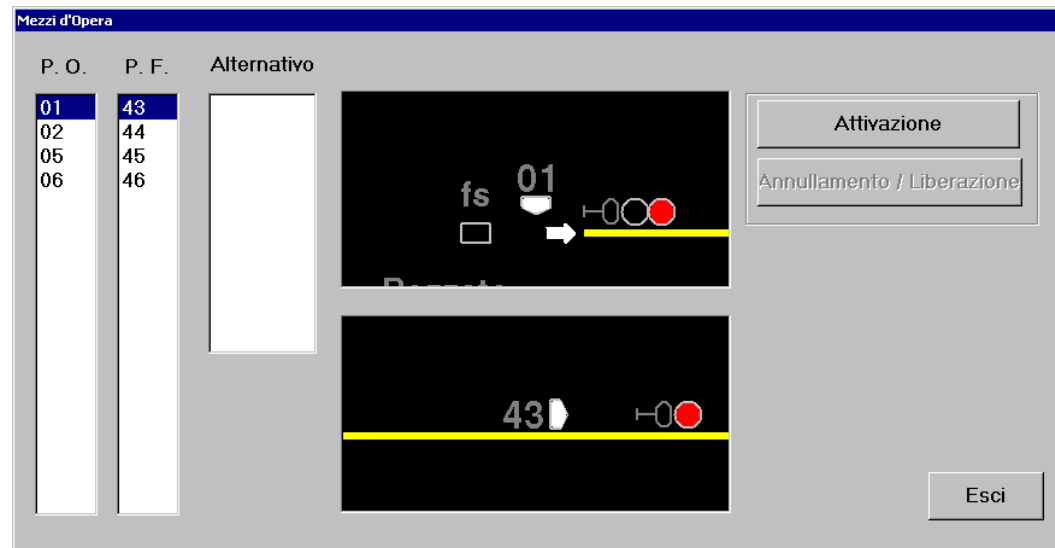 Mezzi d'Opera
P. O. P. F. Alternativo
01 43
02 44
05 45
06 46
fs 01
43
Attivazione
Annullamento / Liberazione
Esci